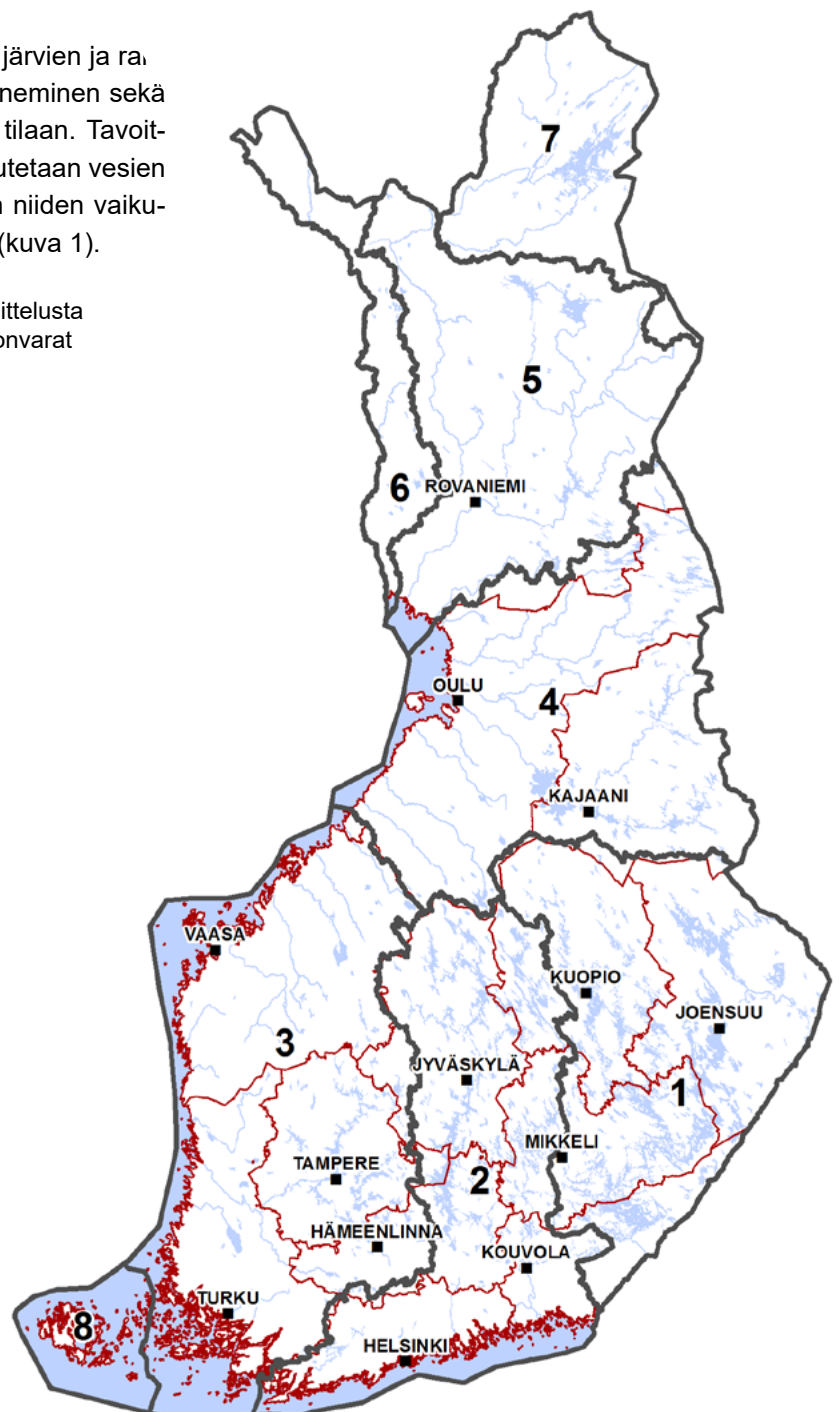 järvien ja
neminen sekä
tilaan. Tavoit-
utetaan vesien
niiden vaiku-
(kuva 1).
ittelusta
onvarat
7
5
6
ROVANIEMI
OULU
4
KAJAANI
VAASA
KUOPIO
JOENSUU
3
JYVÄSKYLÄ
1
MIKKELI
TAMPERE
2
HÄMEENLINNA
KOUVOLA
TURKU
8
HELSINKI